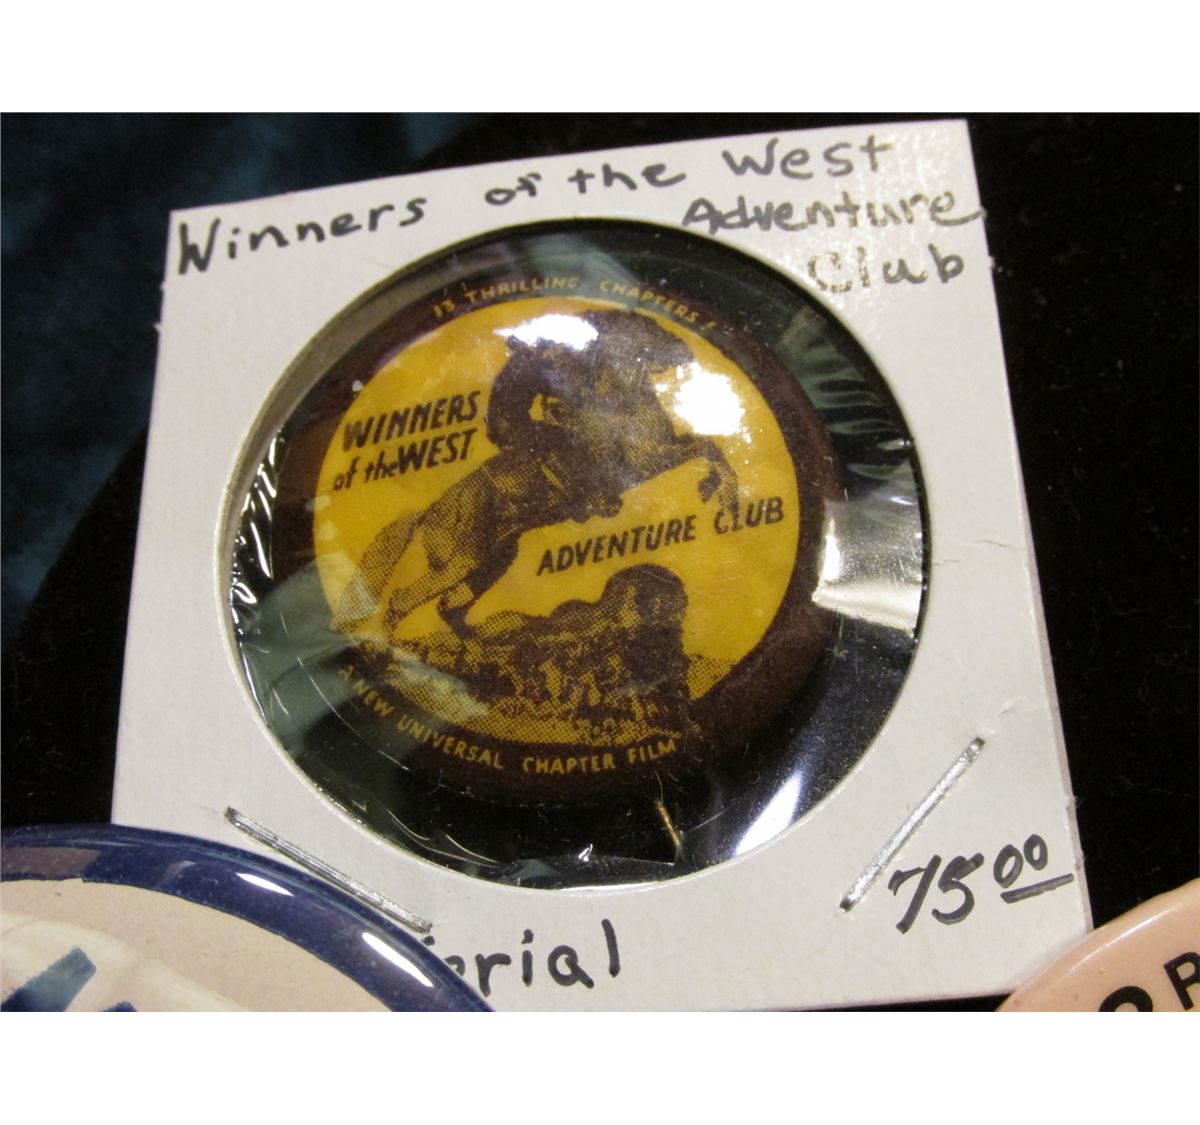 Winners of the West
Adventure
Club
13 THRILLING CHAPTERS!
WINNERS
of the WEST
ADVENTURE CLUB
A NEW UNIVERSAL CHAPTER FILM
75.00